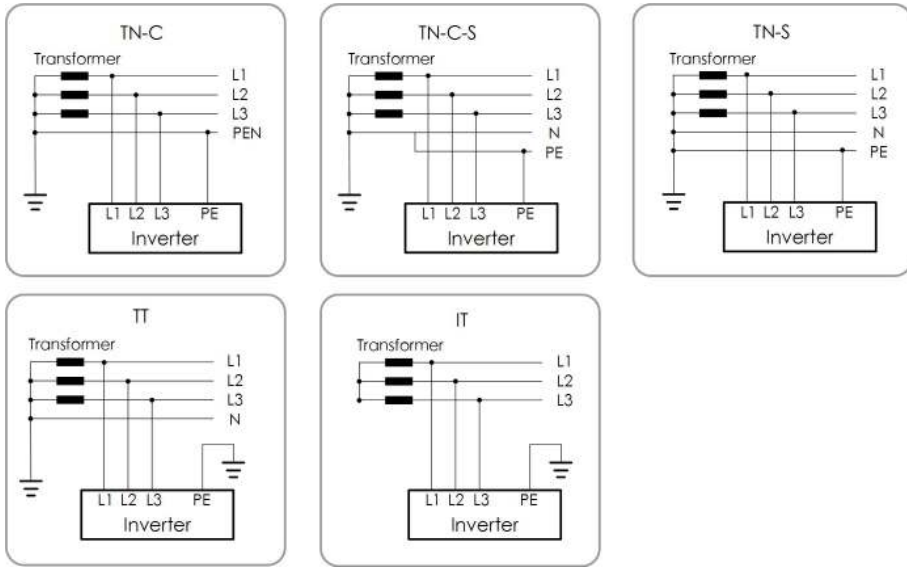 TN-C
Transformer
L1
L2
L3
PEN
L1 L2 L3 PE
Inverter
TN-C-S
Transformer
L1
L2
L3
N
PE
L1 L2 L3 PE
Inverter
TN-S
Transformer
L1
L2
L3
N
PE
L1 L2 L3 PE
Inverter
TT
Transformer
L1
L2
L3
N
L1 L2 L3 PE
Inverter
IT
Transformer
L1
L2
L3
L1 L2 L3 PE
Inverter